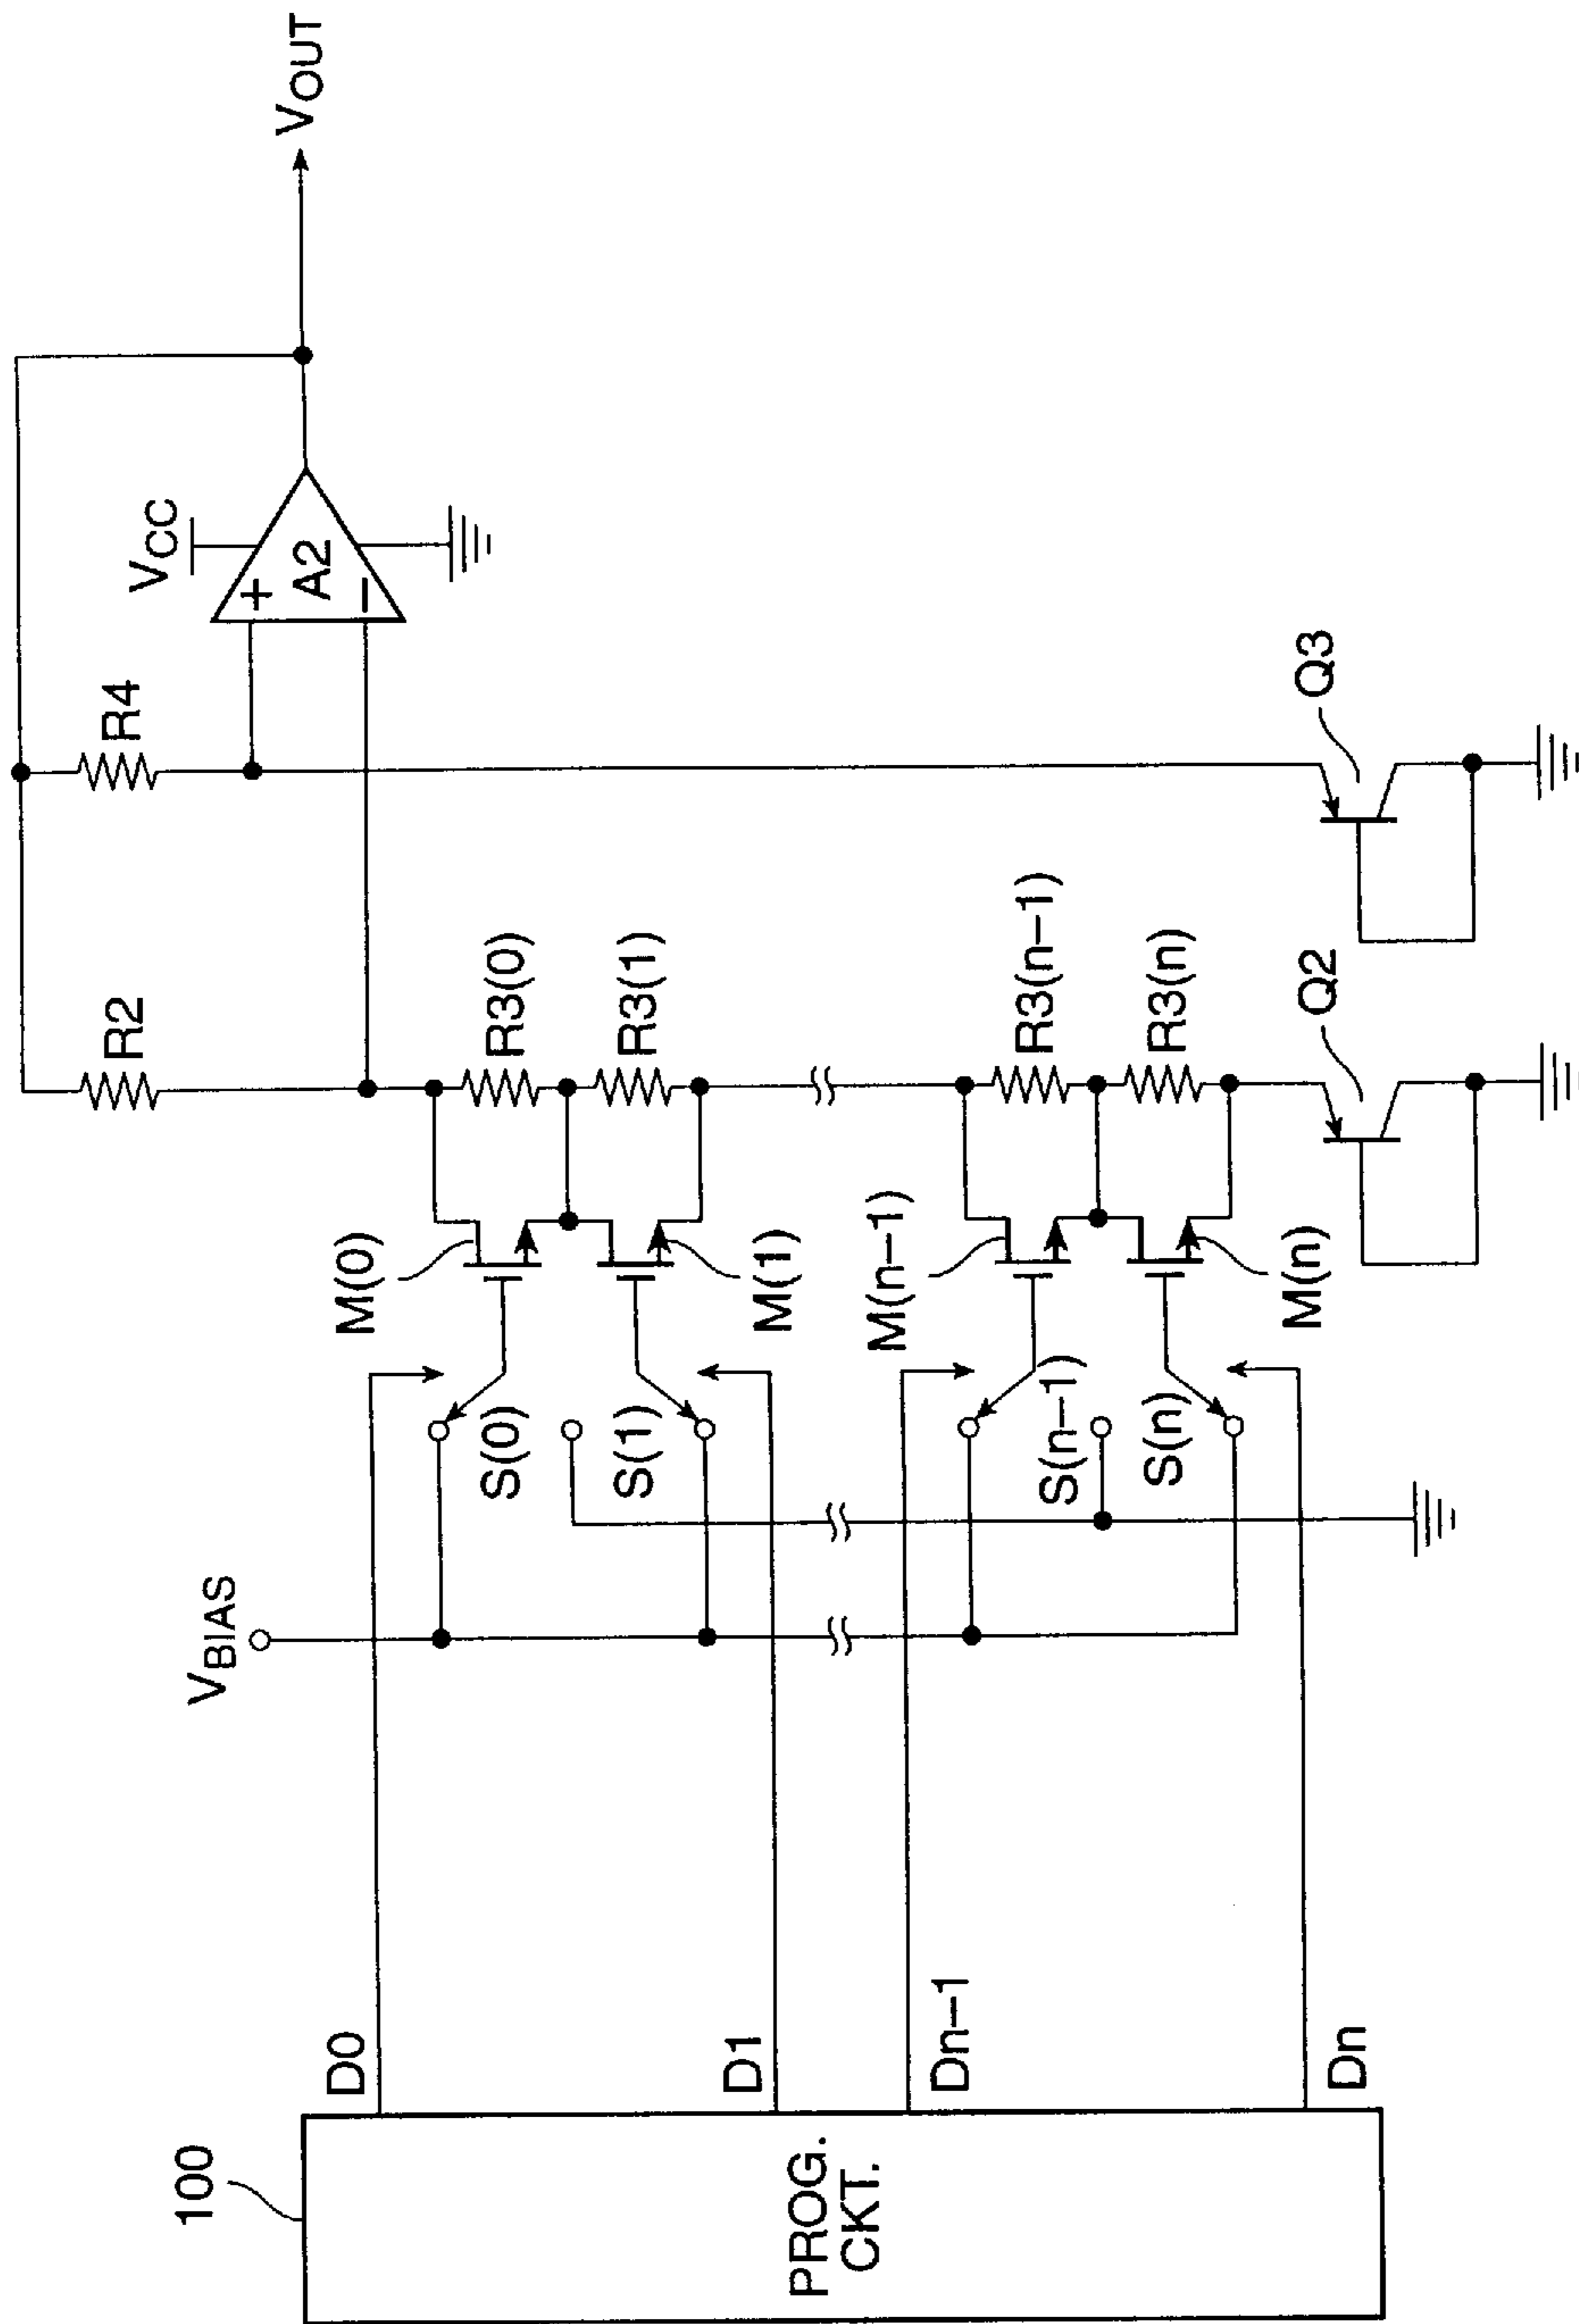 100
PROG.
CKT.
D0
D1
Dn–1
Dn
VBIAS
S(0)
S(1)
S(n–1)
S(n)
M(0)
M(1)
M(n–1)
M(n)
R2
R3(0)
R3(1)
R3(n–1)
R3(n)
Q2
R4
Q3
VCC
+
A2
–
VOUT